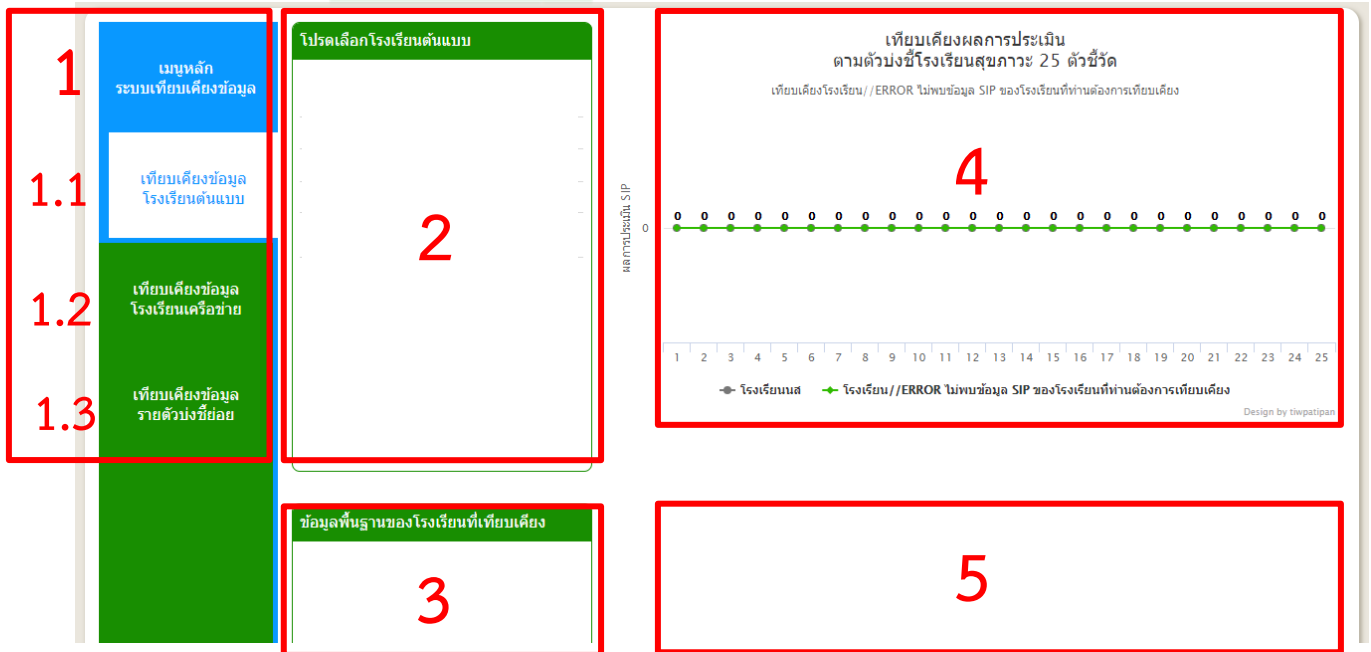 1
เมนูหลัก
ระบบเทียบเคียงข้อมูล
1.1
เทียบเคียงข้อมูล
โรงเรียนต้นแบบ
1.2
เทียบเคียงข้อมูล
โรงเรียนเครือข่าย
1.3
เทียบเคียงข้อมูล
รายตัวบ่งชี้ย่อย
โปรดเลือกโรงเรียนต้นแบบ
2
ข้อมูลพื้นฐานของโรงเรียนที่เทียบเคียง
3
เทียบเคียงผลการประเมิน
ตามตัวบ่งชี้โรงเรียนสุขภาวะ 25 ตัวชี้วัด
เทียบเคียงโรงเรียน//ERROR ไม่พบข้อมูล SIP ของโรงเรียนที่ท่านต้องการเทียบเคียง
4
ผลการประเมิน SIP
0 0 0 0 0 0 0 0 0 0 0 0 0 0 0 0 0 0 0 0 0 0 0 0 0
0
1 2 3 4 5 6 7 8 9 10 11 12 13 14 15 16 17 18 19 20 21 22 23 24 25
โรงเรียนนส โรงเรียน//ERROR ไม่พบข้อมูล SIP ของโรงเรียนที่ท่านต้องการเทียบเคียง
Design by tiwpatipan
5